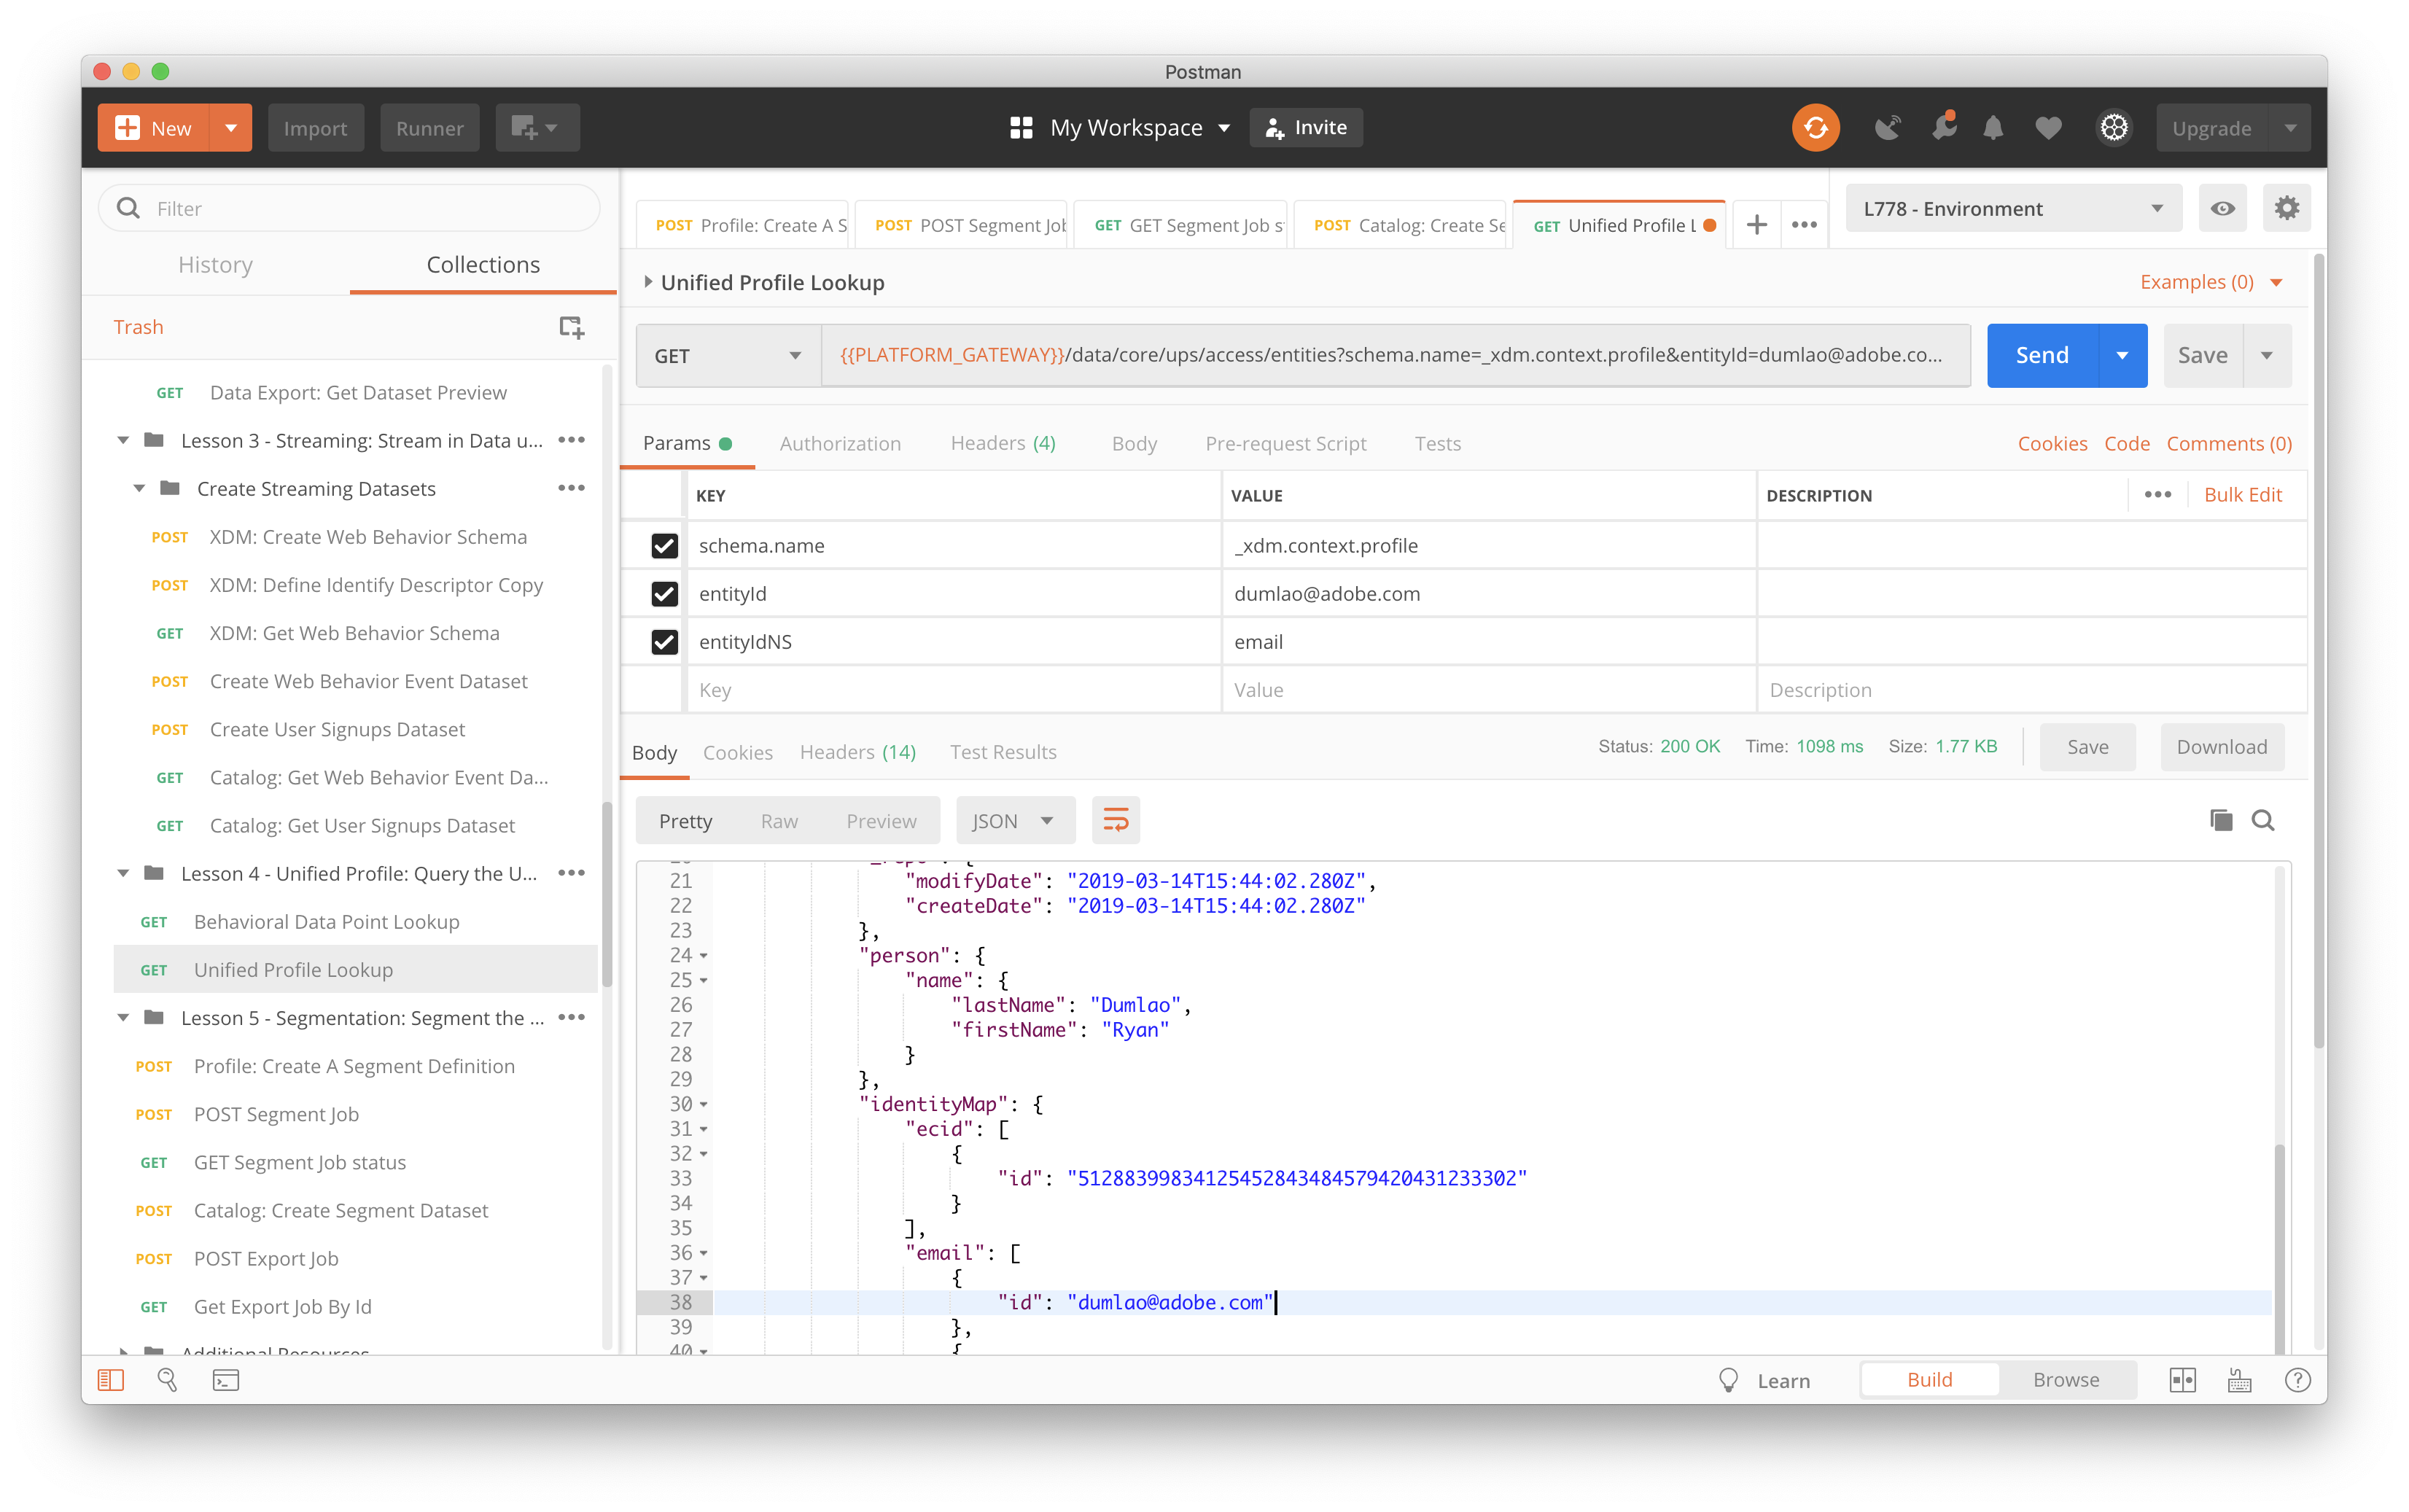 Postman
New
Import
Runner
My Workspace
Invite
Upgrade
Filter
History
Collections
Trash
GET Data Export: Get Dataset Preview
Lesson 3 - Streaming: Stream in Data u...
Create Streaming Datasets
POST XDM: Create Web Behavior Schema
POST XDM: Define Identify Descriptor Copy
GET XDM: Get Web Behavior Schema
POST Create Web Behavior Event Dataset
POST Create User Signups Dataset
GET Catalog: Get Web Behavior Event Da...
GET Catalog: Get User Signups Dataset
Lesson 4 - Unified Profile: Query the U...
GET Behavioral Data Point Lookup
GET Unified Profile Lookup
Lesson 5 - Segmentation: Segment the ...
POST Profile: Create A Segment Definition
POST POST Segment Job
GET GET Segment Job status
POST Catalog: Create Segment Dataset
POST POST Export Job
GET Get Export Job By Id
Additional Resources
POST Profile: Create A S
POST POST Segment Job
GET GET Segment Job s
POST Catalog: Create Se
GET Unified Profile L
L778 - Environment
Unified Profile Lookup
Examples (0)
GET
{{PLATFORM_GATEWAY}}/data/core/ups/access/entities?schema.name=_xdm.context.profile&entityId=dumlao@adobe.co...
Send
Save
Params
Authorization
Headers (4)
Body
Pre-request Script
Tests
Cookies
Code
Comments (0)
KEY VALUE DESCRIPTION
Bulk Edit
schema.name _xdm.context.profile
entityId dumlao@adobe.com
entityIdNS email
Key Value Description
Body
Cookies
Headers (14)
Test Results
Status: 200 OK
Time: 1098 ms
Size: 1.77 KB
Save
Download
Pretty
Raw
Preview
JSON
21 "modifyDate": "2019-03-14T15:44:02.280Z",
22 "createDate": "2019-03-14T15:44:02.280Z"
23 },
24 "person": {
25 "name": {
26 "lastName": "Dumlao",
27 "firstName": "Ryan"
28 }
29 },
30 "identityMap": {
31 "ecid": [
32 {
33 "id": "51288399834125452843484579420431233302"
34 }
35 ],
36 "email": [
37 {
38 "id": "dumlao@adobe.com"
39 },
40 {
Learn
Build
Browse